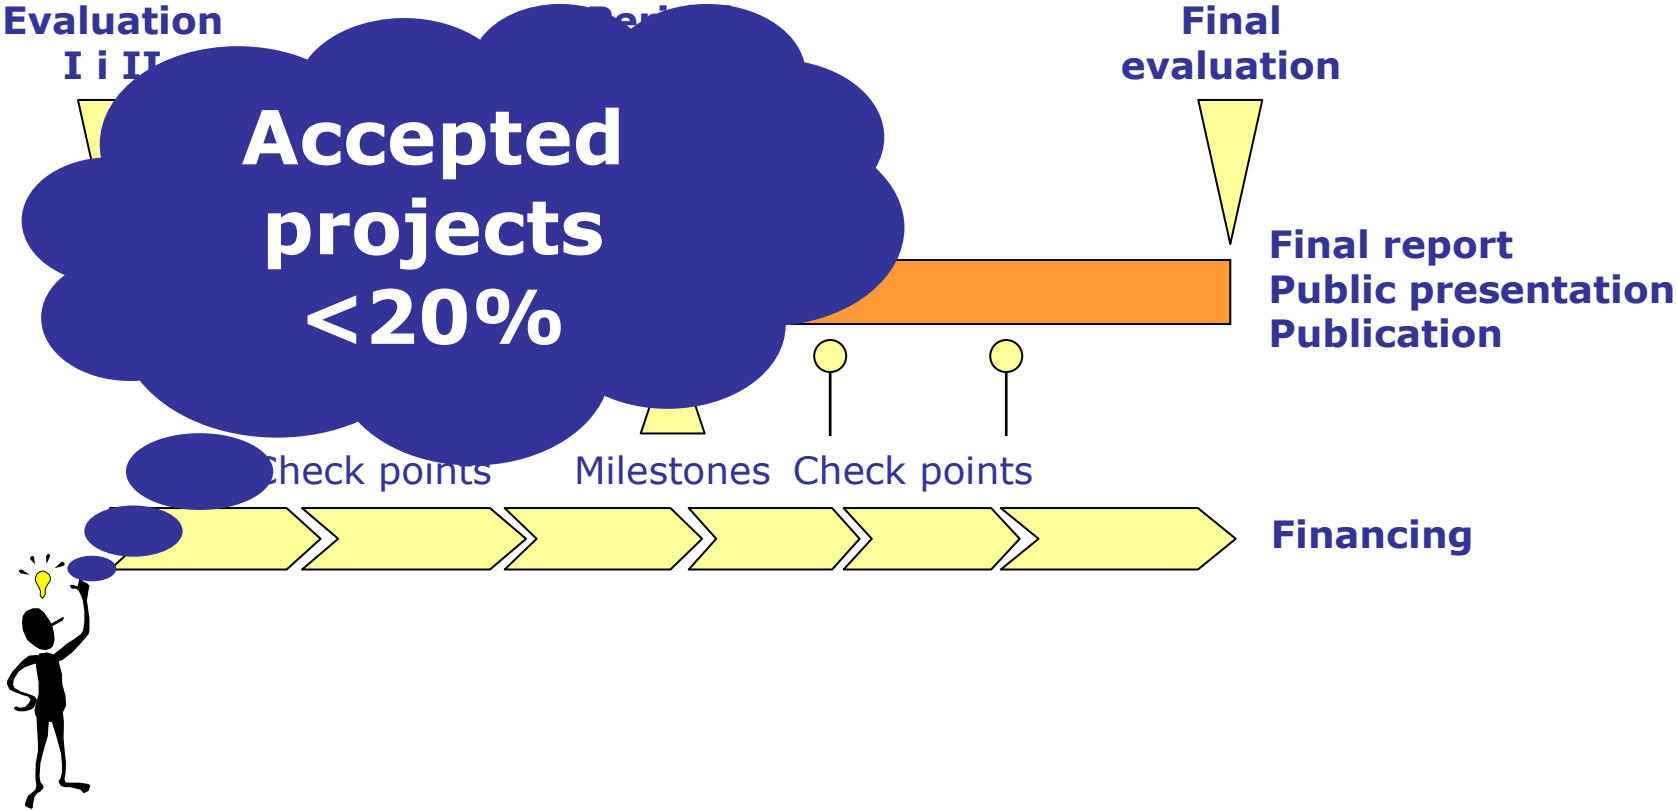 Evaluation
I i II
Final
evaluation
Accepted
projects
<20%
Final report
Public presentation
Publication
Check points
Milestones
Check points
Financing